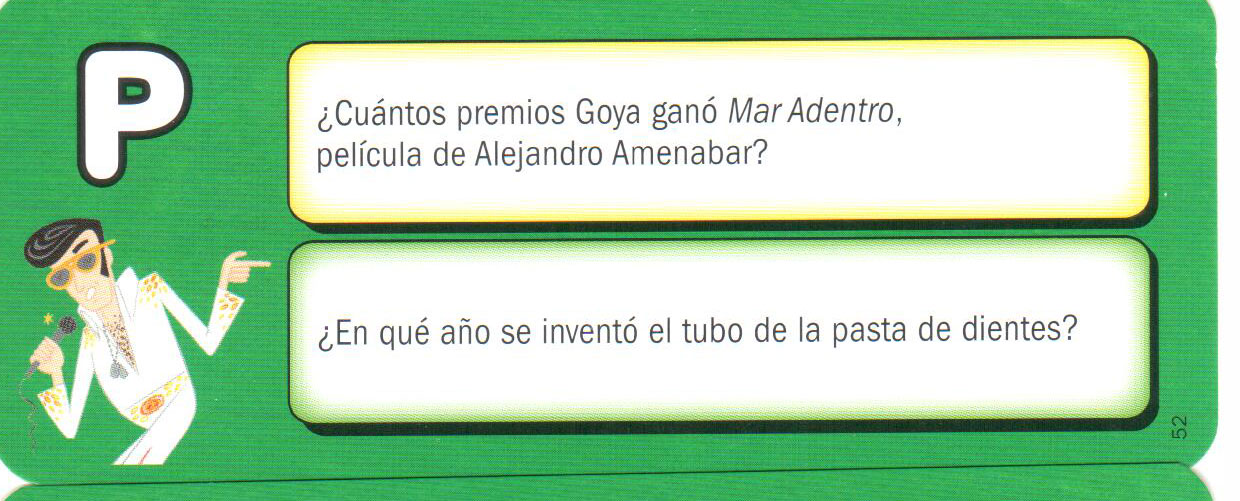 P
¿Cuántos premios Goya ganó Mar Adentro,
película de Alejandro Amenabar?
¿En qué año se inventó el tubo de la pasta de dientes?
52